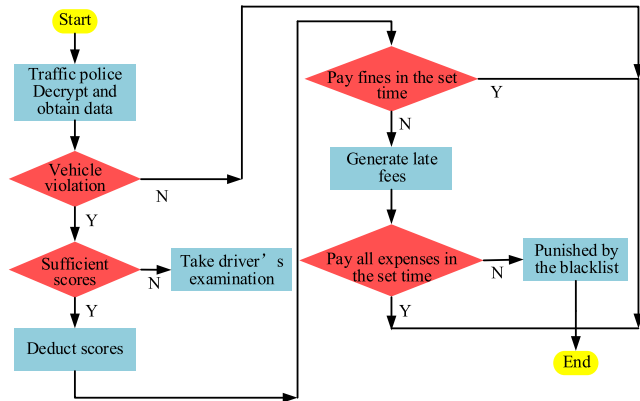 Start
Traffic police
Decrypt and
obtain data
Vehicle
violation
N
Y
Sufficient
scores
N
Take driver’s
examination
Y
Deduct scores
Pay fines in the set
time
Y
N
Generate late
fees
Pay all expenses in
the set time
N
Punished by
the blacklist
Y
End